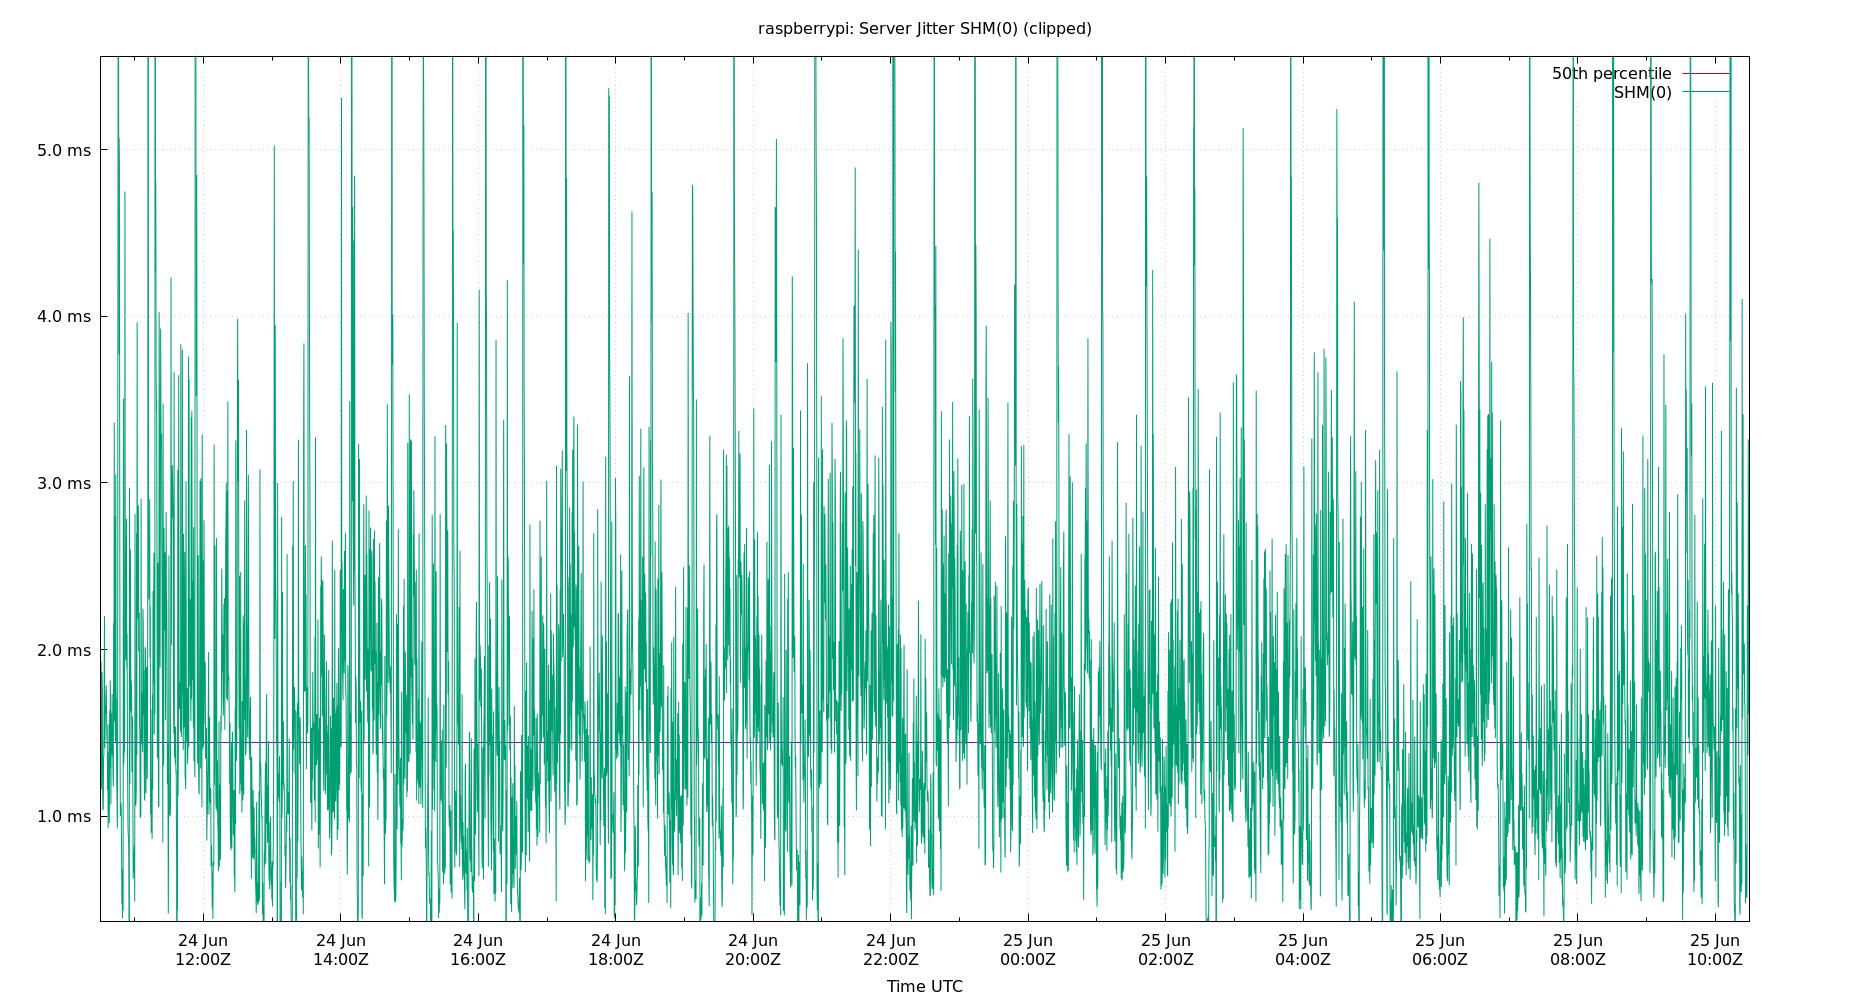 raspberrypi: Server Jitter SHM(0) (clipped)
50th percentile
SHM(0)
5.0 ms
4.0 ms
3.0 ms
2.0 ms
1.0 ms
24 Jun 24 Jun 24 Jun 24 Jun 24 Jun 24 Jun 25 Jun 25 Jun 25 Jun 25 Jun 25 Jun 25 Jun
12:00Z 14:00Z 16:00Z 18:00Z 20:00Z 22:00Z 00:00Z 02:00Z 04:00Z 06:00Z 08:00Z 10:00Z
Time UTC